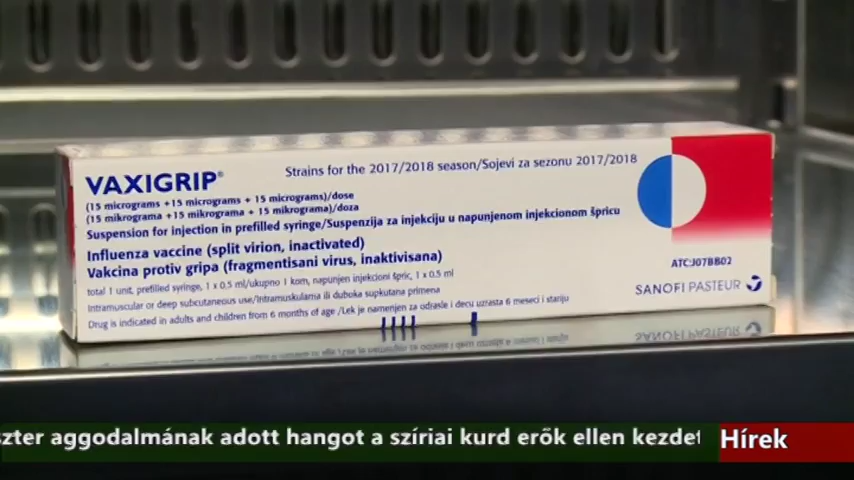 VAXIGRIP®
Strains for the 2017/2018 season/Sojevi za sezonu 2017/2018
(15 micrograms +15 micrograms + 15 micrograms)/dose
(15 mikrograma +15 mikrograma + 15 mikrograma)/doza
Suspension for injection in prefilled syringe/Suspenzija za injekciju u napunjenom injekcionom špricu
Influenza vaccine (split virion, inactivated)
Vakcina protiv gripa (fragmentisani virus, inaktivisana)
total 1 unit, prefilled syringe, 1 x 0.5 ml/ukupno 1 kom, napunjen injekcioni špric, 1 x 0.5 ml
Intramuscular or deep subcutaneous use/Intramuskularna ili duboka supkutana primena
Drug is indicated in adults and children from 6 months of age /Lek je namenjen za odrasle i decu uzrasta 6 meseci i stariju
ATC:J07BB02
SANOFI PASTEUR
szter aggodalmának adott hangot a szíriai kurd erők ellen kezdet
Hírek